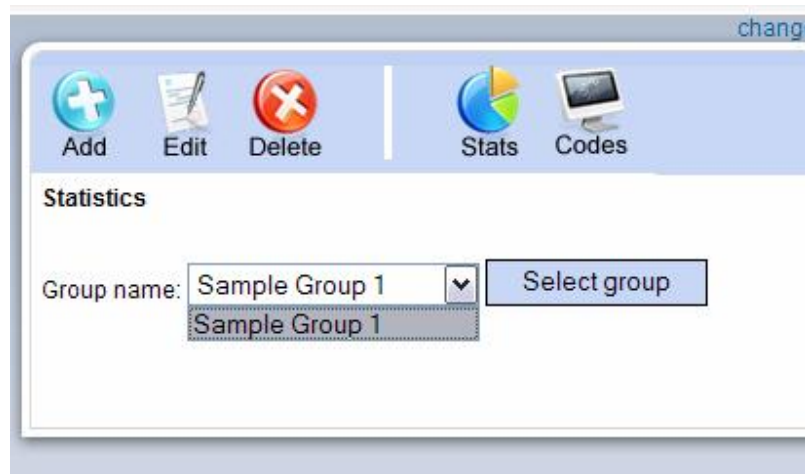 chang
Add Edit Delete Stats Codes
Statistics
Group name: Sample Group 1 Select group
Sample Group 1